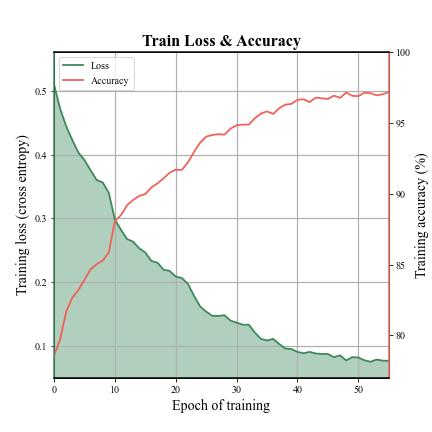 Train Loss & Accuracy
Loss
Accuracy
Training loss (cross entropy)
0.5
0.4
0.3
0.2
0.1
100
95
90
85
80
Training accuracy (%)
0 10 20 30 40 50
Epoch of training